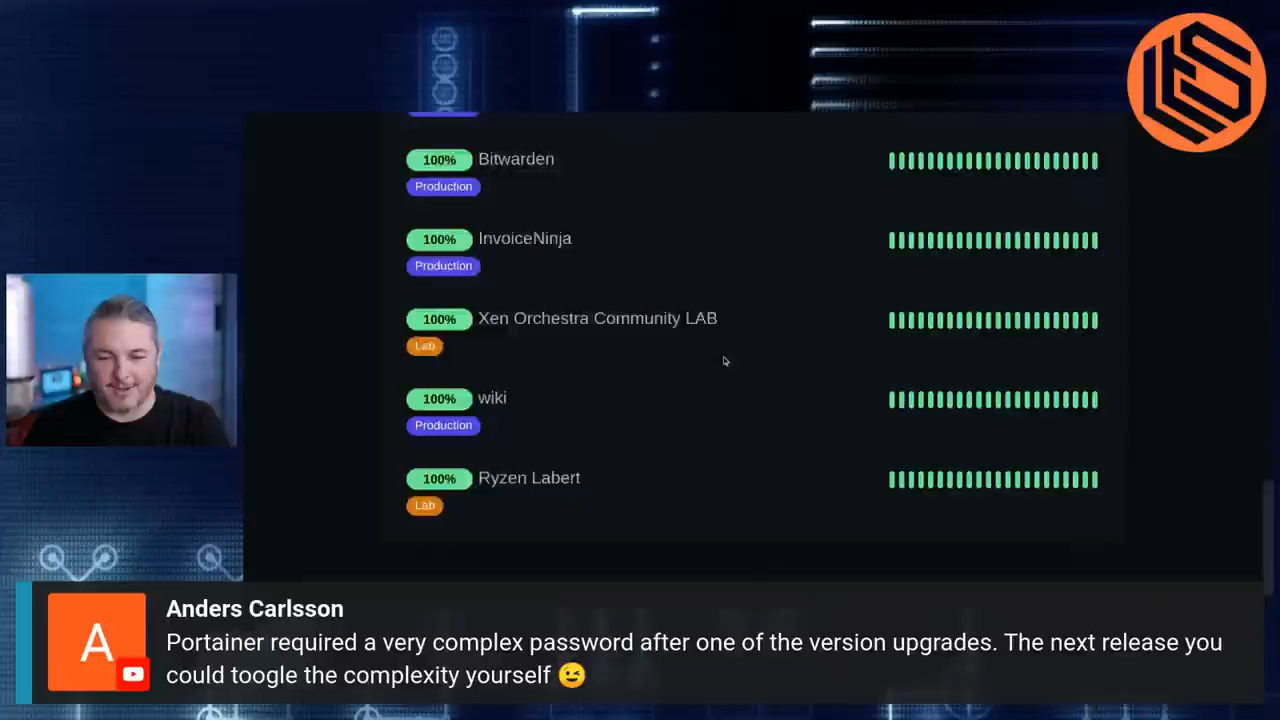 100% Bitwarden
Production
100% InvoiceNinja
Production
100% Xen Orchestra Community LAB
Lab
100% wiki
Production
100% Ryzen Labert
Lab
A
Anders Carlsson
Portainer required a very complex password after one of the version upgrades. The next release you
could toogle the complexity yourself 😉